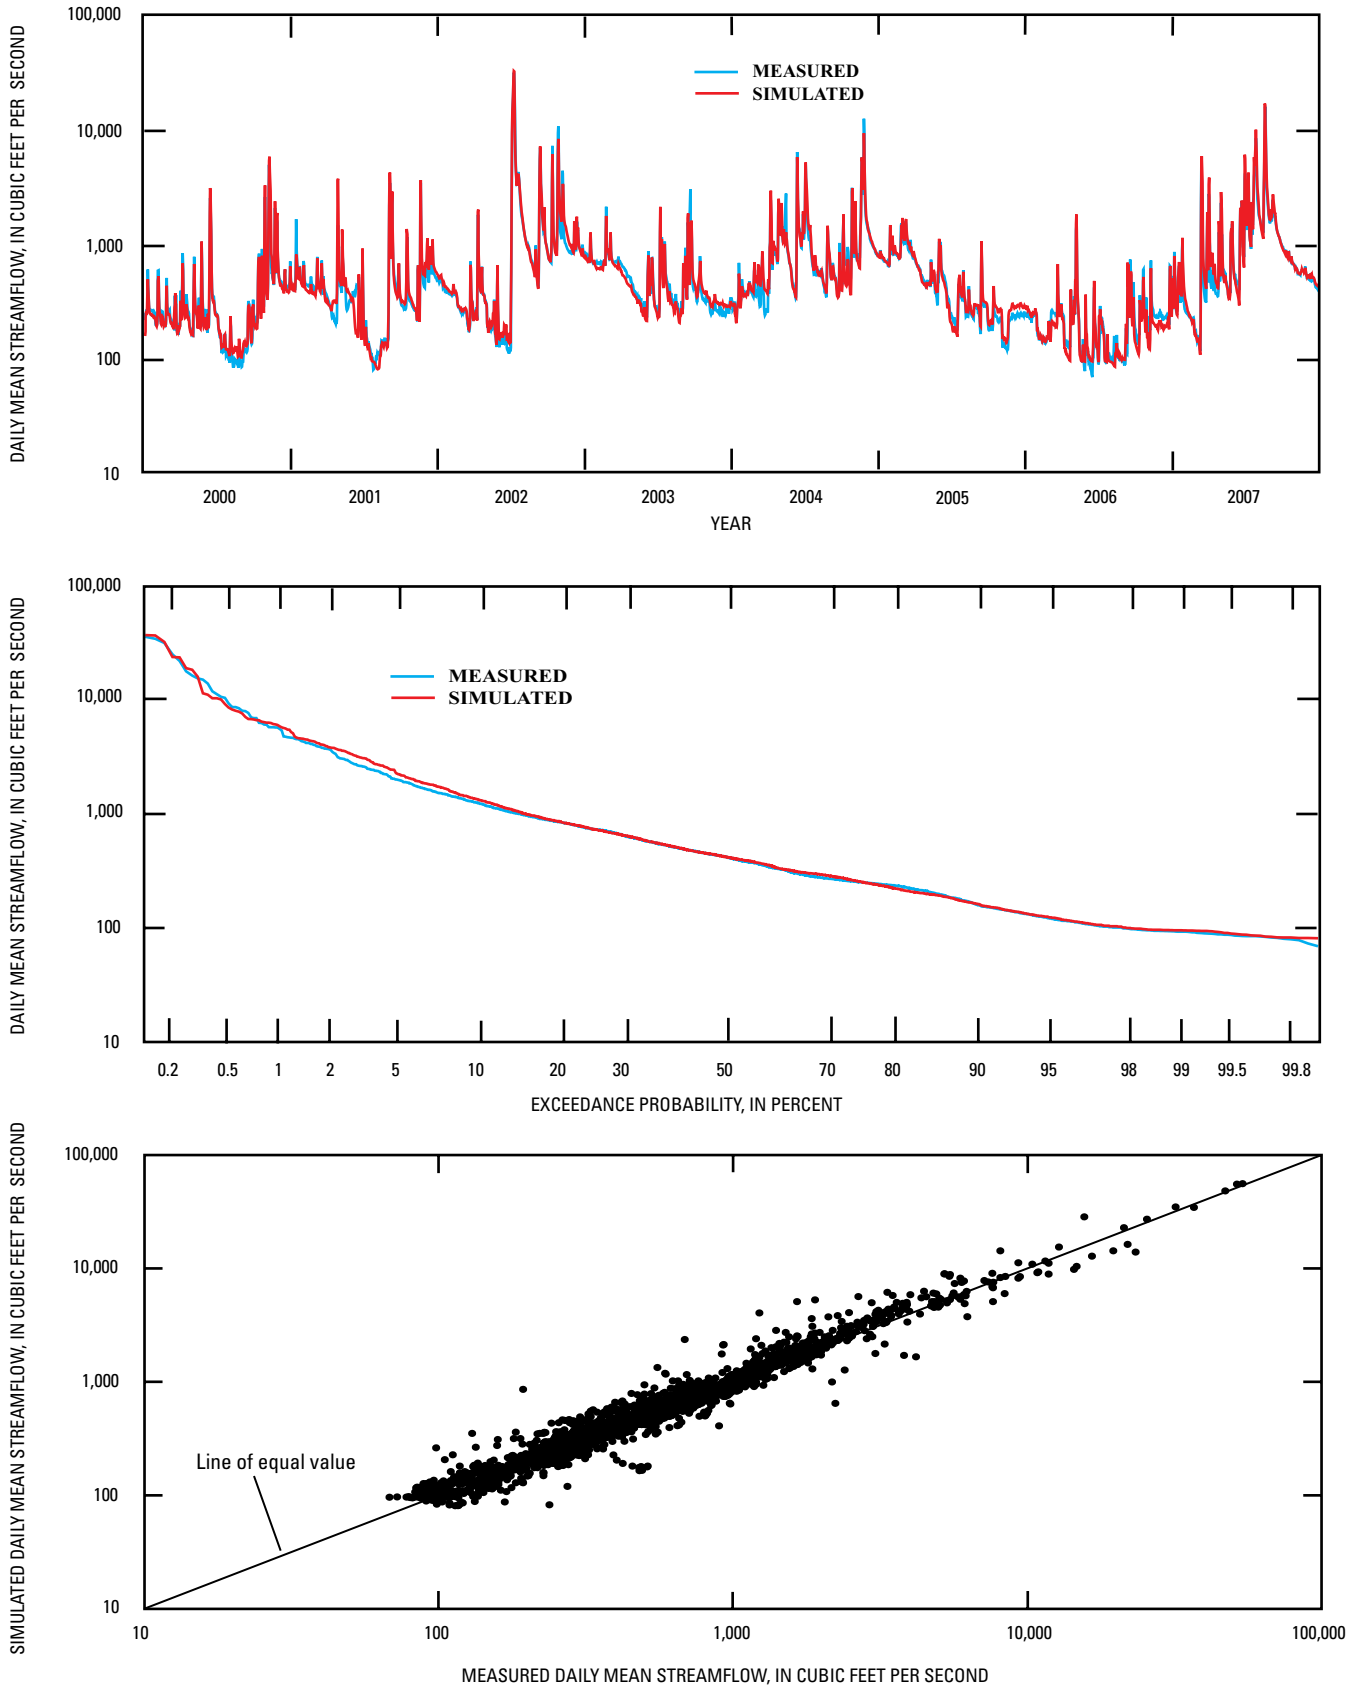 DAILY MEAN STREAMFLOW, IN CUBIC FEET PER SECOND
100,000
10,000
1,000
100
10
MEASURED
SIMULATED
2000 2001 2002 2003 2004 2005 2006 2007
YEAR
DAILY MEAN STREAMFLOW, IN CUBIC FEET PER SECOND
100,000
10,000
1,000
100
10
MEASURED
SIMULATED
0.2 0.5 1 2 5 10 20 30 50 70 80 90 95 98 99 99.5 99.8
EXCEEDANCE PROBABILITY, IN PERCENT
SIMULATED DAILY MEAN STREAMFLOW, IN CUBIC FEET PER SECOND
100,000
10,000
1,000
100
10
Line of equal value
10 100 1,000 10,000 100,000
MEASURED DAILY MEAN STREAMFLOW, IN CUBIC FEET PER SECOND